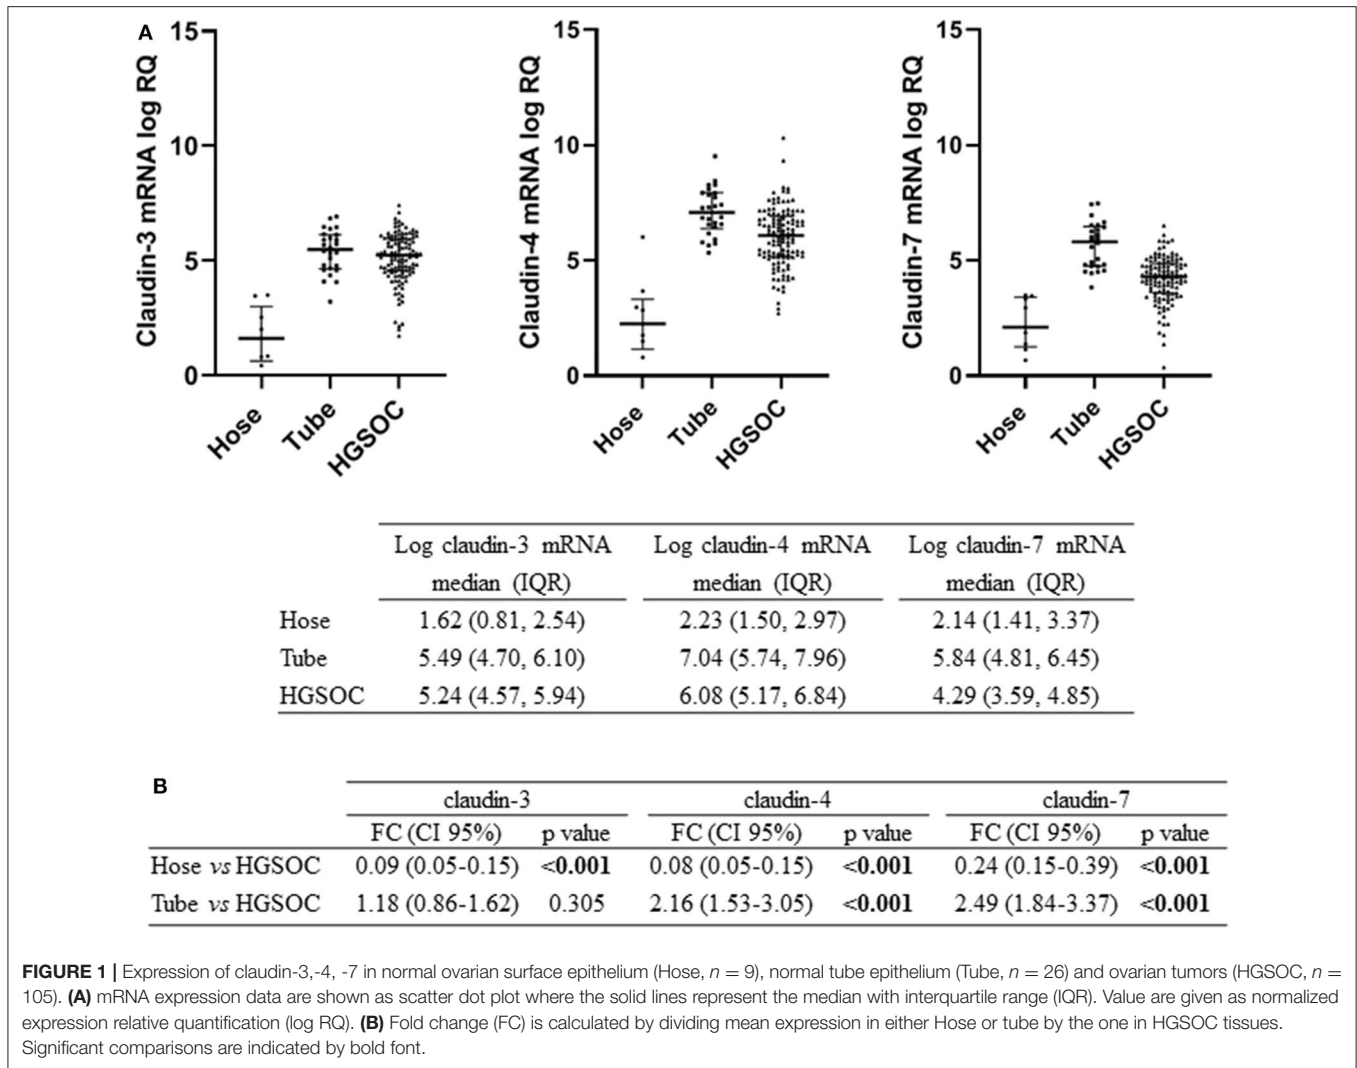 A
15
10
5
0
Claudin-3 mRNA log RQ
Hose
Tube
HGSOC
15
10
5
0
Claudin-4 mRNA log RQ
Hose
Tube
HGSOC
15
10
5
0
Claudin-7 mRNA log RQ
Hose
Tube
HGSOC
Log claudin-3 mRNA Log claudin-4 mRNA Log claudin-7 mRNA
median (IQR) median (IQR) median (IQR)
Hose 1.62 (0.81, 2.54) 2.23 (1.50, 2.97) 2.14 (1.41, 3.37)
Tube 5.49 (4.70, 6.10) 7.04 (5.74, 7.96) 5.84 (4.81, 6.45)
HGSOC 5.24 (4.57, 5.94) 6.08 (5.17, 6.84) 4.29 (3.59, 4.85)
B
claudin-3 claudin-4 claudin-7
FC (CI 95%) p value FC (CI 95%) p value FC (CI 95%) p value
Hose vs HGSOC 0.09 (0.05-0.15) <0.001 0.08 (0.05-0.15) <0.001 0.24 (0.15-0.39) <0.001
Tube vs HGSOC 1.18 (0.86-1.62) 0.305 2.16 (1.53-3.05) <0.001 2.49 (1.84-3.37) <0.001
FIGURE 1 | Expression of claudin-3,-4, -7 in normal ovarian surface epithelium (Hose, n = 9), normal tube epithelium (Tube, n = 26) and ovarian tumors (HGSOC, n =
105). (A) mRNA expression data are shown as scatter dot plot where the solid lines represent the median with interquartile range (IQR). Value are given as normalized
expression relative quantification (log RQ). (B) Fold change (FC) is calculated by dividing mean expression in either Hose or tube by the one in HGSOC tissues.
Significant comparisons are indicated by bold font.